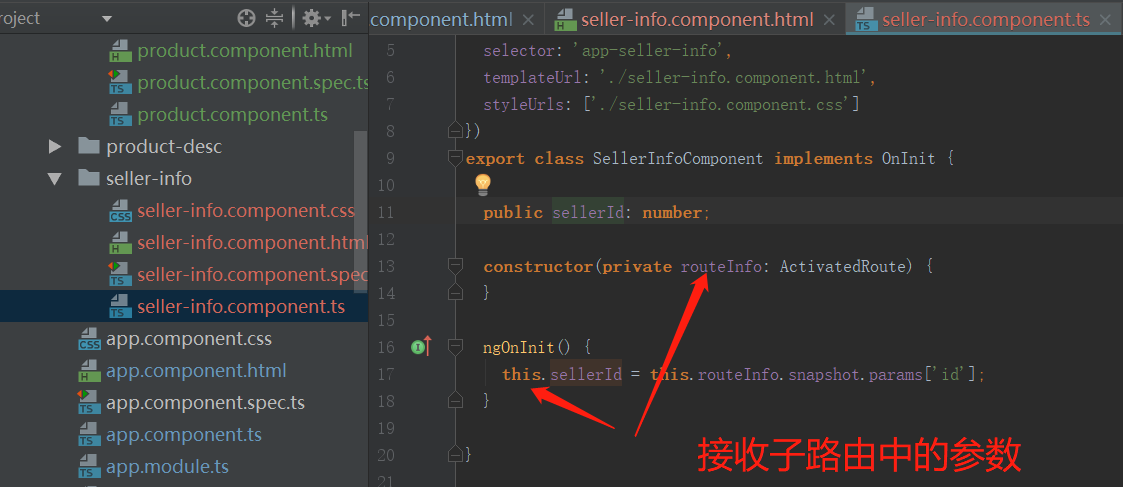 roject
.component.html
seller-info.component.html
seller-info.component.ts
product.component.html
product.component.spec.ts
product.component.ts
product-desc
seller-info
seller-info.component.css
seller-info.component.html
seller-info.component.spec
seller-info.component.ts
app.component.css
app.component.html
app.component.spec.ts
app.component.ts
app.module.ts
5 selector: 'app-seller-info',
6 templateUrl: './seller-info.component.html',
7 styleUrls: ['./seller-info.component.css']
8 })
9 export class SellerInfoComponent implements OnInit {
10
11 public sellerId: number;
12
13 constructor(private routeInfo: ActivatedRoute) {
14 }
15
16 ngOnInit() {
17 this.sellerId = this.routeInfo.snapshot.params['id'];
18 }
19
20 }
21
接收子路由中的参数